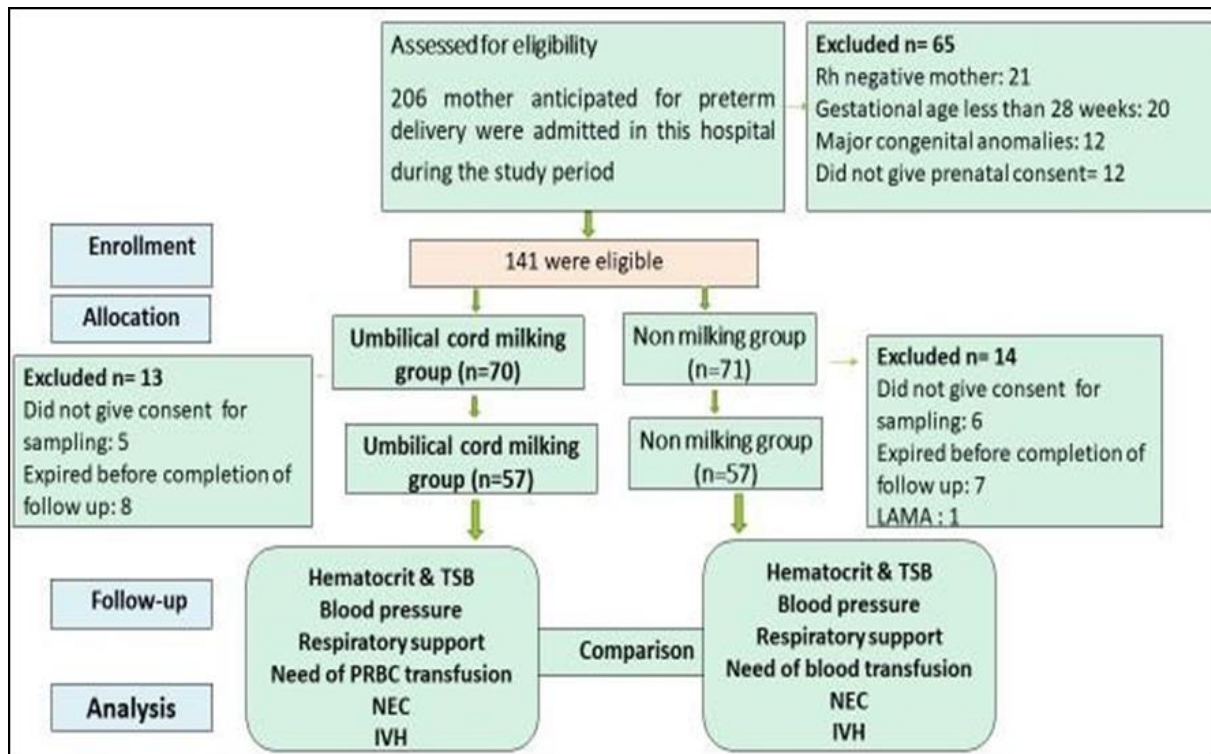 Assessed for eligibility
206 mother anticipated for preterm
delivery were admitted in this hospital
during the study period
Excluded n= 65
Rh negative mother: 21
Gestational age less than 28 weeks: 20
Major congenital anomalies: 12
Did not give prenatal consent= 12
Enrollment
141 were eligible
Allocation
Umbilical cord milking
group (n=70)
Non milking group
(n=71)
Excluded n= 13
Did not give consent for
sampling: 5
Expired before completion of
follow up: 8
Excluded n= 14
Did not give consent for
sampling: 6
Expired before completion of
follow up: 7
LAMA : 1
Umbilical cord milking
group (n=57)
Non milking group
(n=57)
Follow-up
Analysis
Hematocrit & TSB
Blood pressure
Respiratory support
Need of PRBC transfusion
NEC
IVH
Comparison
Hematocrit & TSB
Blood pressure
Respiratory support
Need of blood transfusion
NEC
IVH